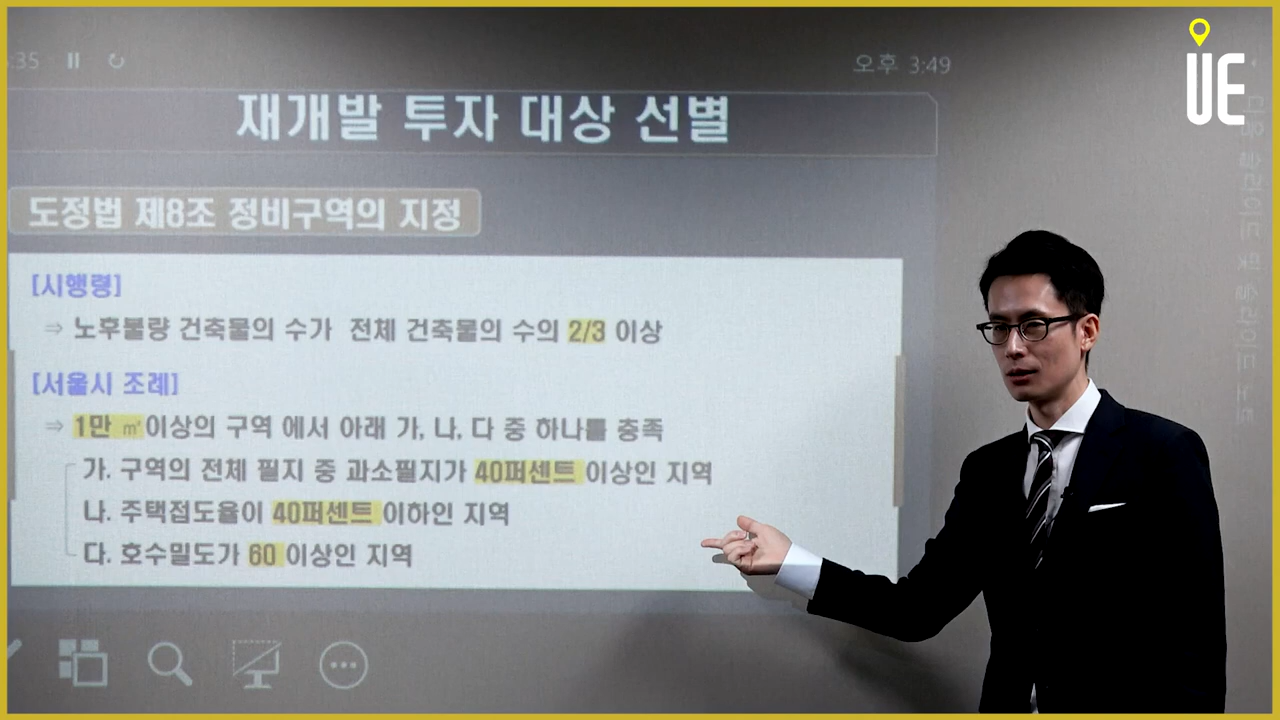 :35
오후 3:49
UE
재개발 투자 대상 선별
도정법 제8조 정비구역의 지정
[시행령]
⇒ 노후불량 건축물의 수가 전체 건축물의 수의 2/3 이상
[서울시 조례]
⇒ 1만 ㎡이상의 구역 에서 아래 가, 나, 다 중 하나를 충족
가. 구역의 전체 필지 중 과소필지가 40퍼센트 이상인 지역
나. 주택접도율이 40퍼센트 이하인 지역
다. 호수밀도가 60 이상인 지역